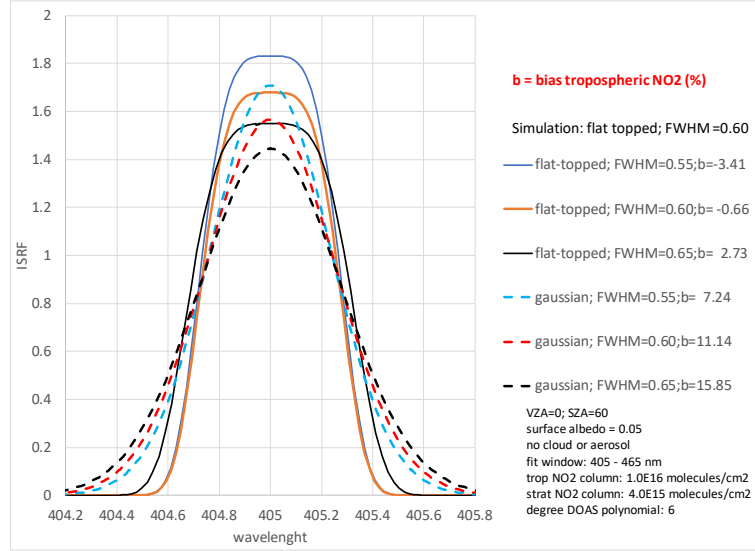 2
1.8
1.6
1.4
1.2
1
0.8
0.6
0.4
0.2
0
ISRF
404.2 404.4 404.6 404.8 405 405.2 405.4 405.6 405.8
wavelenght
b = bias tropospheric NO2 (%)
Simulation: flat topped; FWHM =0.60
flat-topped; FWHM=0.55;b=-3.41
flat-topped; FWHM=0.60;b= -0.66
flat-topped; FWHM=0.65;b= 2.73
gaussian; FWHM=0.55;b= 7.24
gaussian; FWHM=0.60;b=11.14
gaussian; FWHM=0.65;b=15.85
VZA=0; SZA=60
surface albedo = 0.05
no cloud or aerosol
fit window: 405 - 465 nm
trop NO2 column: 1.0E16 molecules/cm2
strat NO2 column: 4.0E15 molecules/cm2
degree DOAS polynomial: 6